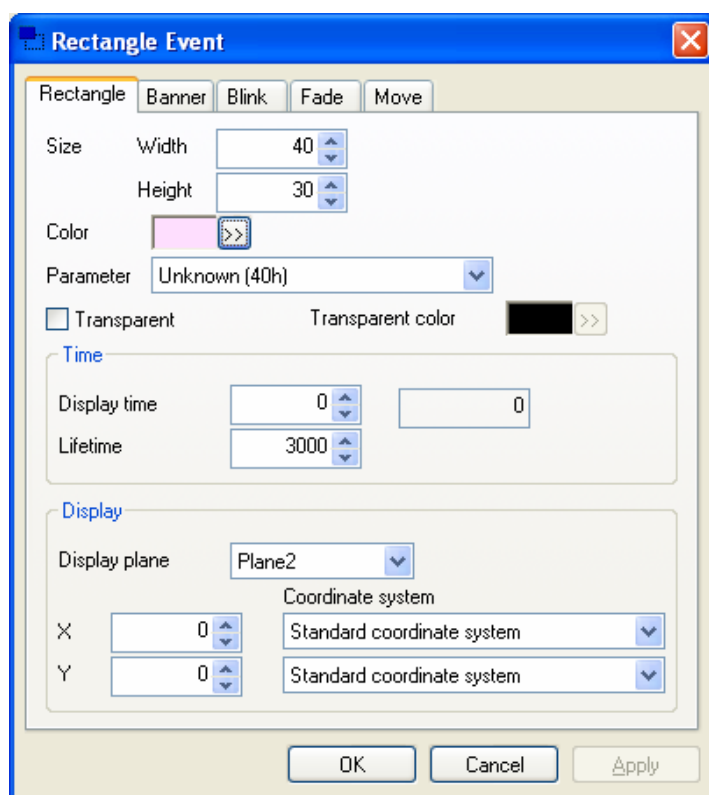 Rectangle Event
Rectangle Banner Blink Fade Move
Size Width 40
Height 30
Color >>
Parameter Unknown (40h)
Transparent Transparent color >>
Time
Display time 0 0
Lifetime 3000
Display
Display plane Plane2
Coordinate system
X 0 Standard coordinate system
Y 0 Standard coordinate system
OK Cancel Apply